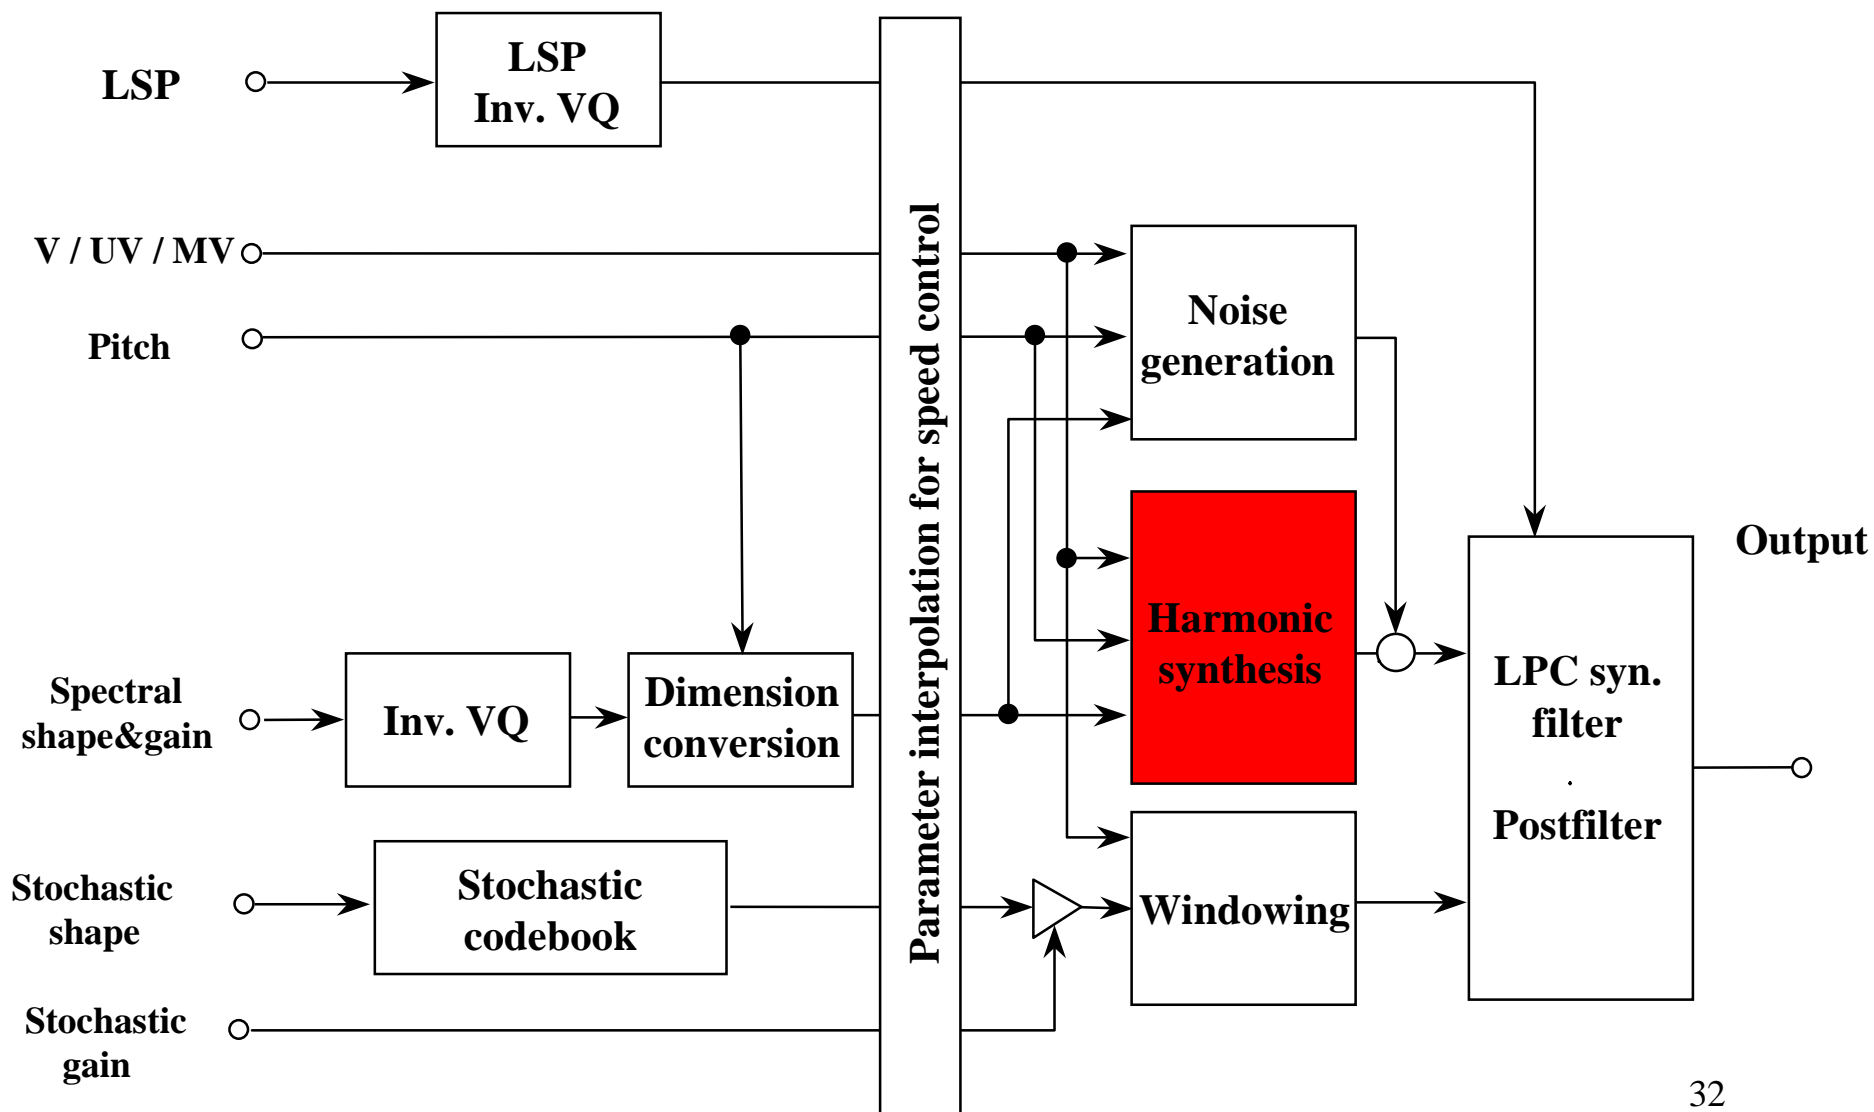 LSP
LSP
Inv. VQ
V / UV / MV
Pitch
Parameter interpolation for speed control
Noise
generation
Harmonic
synthesis
Output
Spectral
shape&gain
Inv. VQ
Dimension
conversion
LPC syn.
filter
.
Postfilter
Stochastic
shape
Stochastic
codebook
Windowing
Stochastic
gain
32